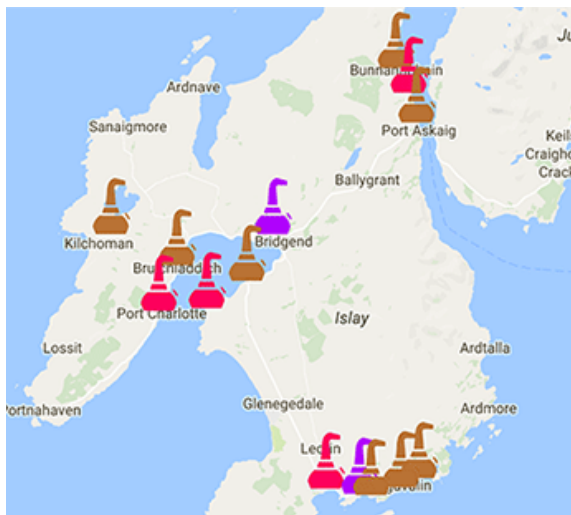 Ju
Ardnave
Bunnahabhain
Sanaigmore
Port Askaig
Keils
Craigho
Crack
Ballygrant
Kilchoman
Bridgend
Bruichladdich
Port Charlotte
Islay
Lossit
Ardtalla
Glenegedale
Portnahaven
Ardmore